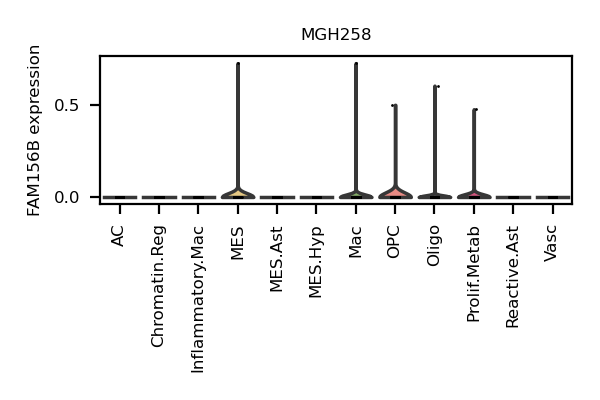 MGH258
FAM156B expression
0.5
0.0
AC
Chromatin.Reg
Inflammatory.Mac
MES
MES.Ast
MES.Hyp
Mac
OPC
Oligo
Prolif.Metab
Reactive.Ast
Vasc